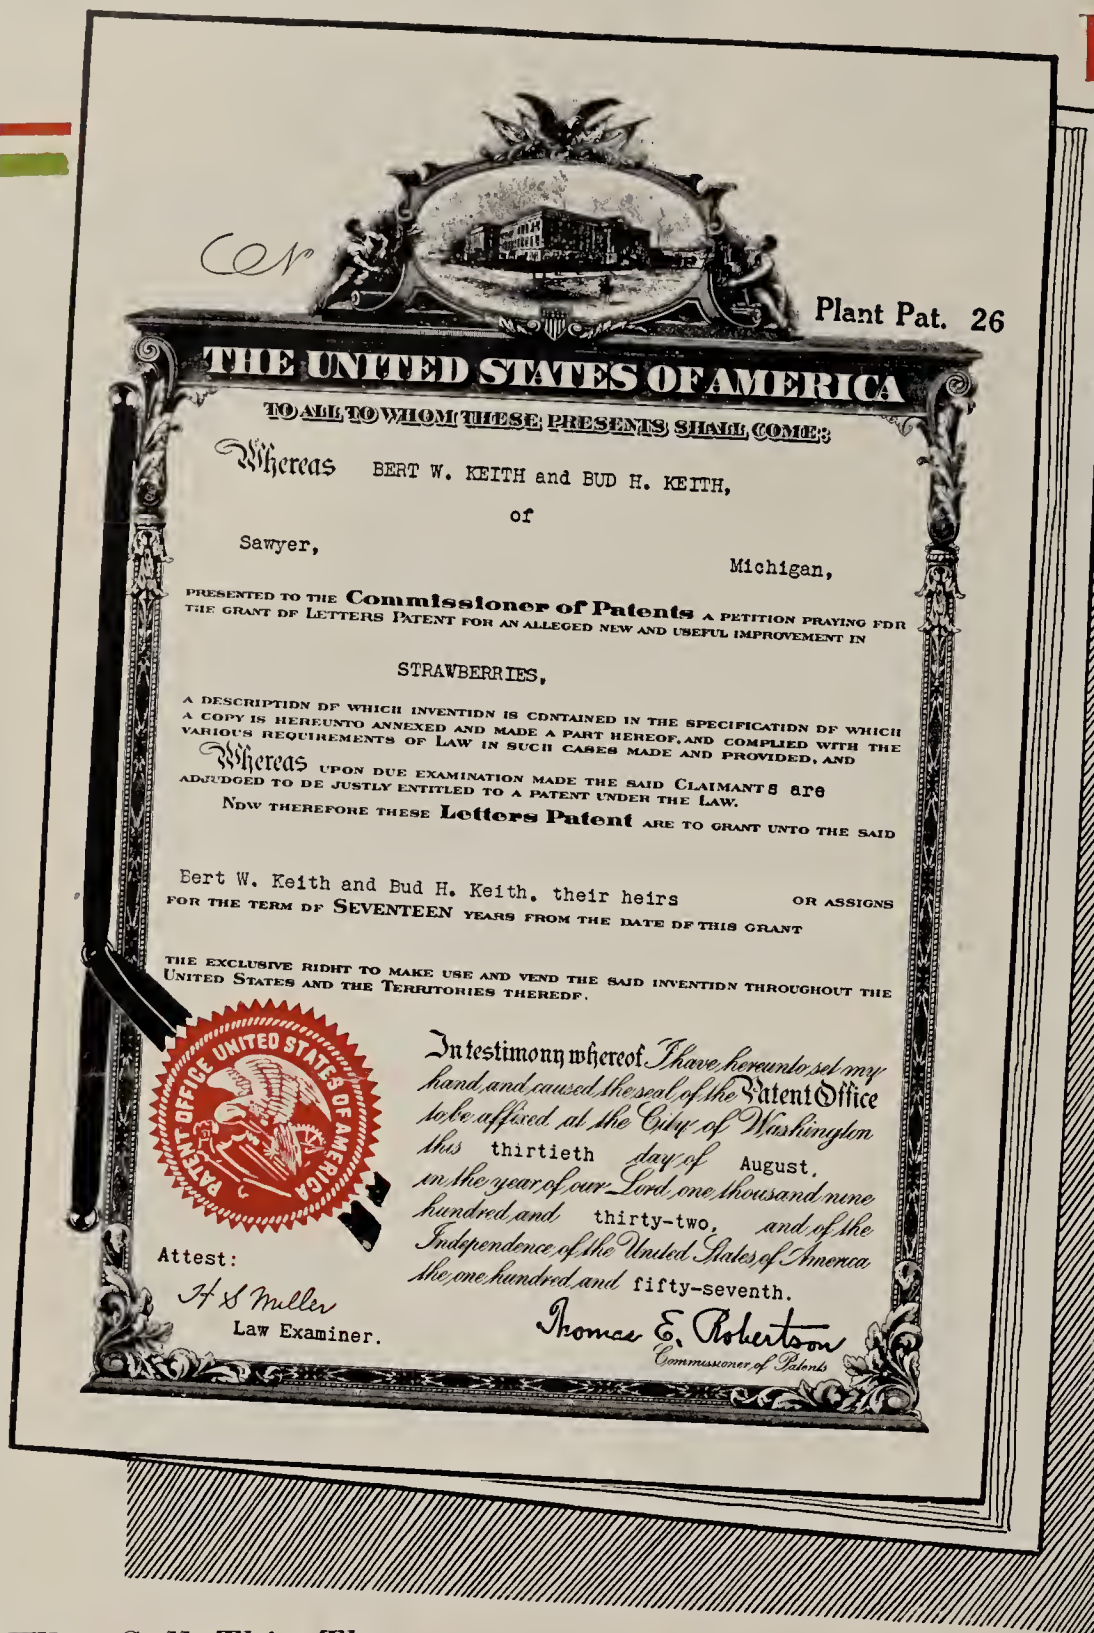 Plant Pat. 26
THE UNITED STATES OF AMERICA
TO ALL TO WHOM THESE PRESENTS SHALL COME:
Whereas BERT W. KEITH and BUD H. KEITH,
of
Sawyer,
Michigan,
PRESENTED TO THE Commissioner of Patents A PETITION PRAYING FOR
THE GRANT OF LETTERS PATENT FOR AN ALLEGED NEW AND USEFUL IMPROVEMENT IN
STRAWBERRIES,
A DESCRIPTION OF WHICH INVENTION IS CONTAINED IN THE SPECIFICATION OF WHICH
A COPY IS HEREUNTO ANNEXED AND MADE A PART HEREOF, AND COMPLIED WITH THE
VARIOUS REQUIREMENTS OF LAW IN SUCH CASES MADE AND PROVIDED, AND
Whereas UPON DUE EXAMINATION MADE THE SAID CLAIMANTS are
ADJUDGED TO BE JUSTLY ENTITLED TO A PATENT UNDER THE LAW.
NOW THEREFORE THESE Letters Patent ARE TO GRANT UNTO THE SAID
Bert W. Keith and Bud H. Keith, their heirs OR ASSIGNS
FOR THE TERM OF SEVENTEEN YEARS FROM THE DATE OF THIS GRANT
THE EXCLUSIVE RIGHT TO MAKE USE AND VEND THE SAID INVENTION THROUGHOUT THE
UNITED STATES AND THE TERRITORIES THEREOF.
PATENT OFFICE UNITED STATES OF AMERICA
In testimony whereof I have hereunto set my
hand and caused the seal of the Patent Office
to be affixed at the City of Washington
this thirtieth day of August,
in the year of our Lord one thousand nine
hundred and thirty-two, and of the
Independence of the United States of America
the one hundred and fifty-seventh.
Attest:
H S Miller
Law Examiner.
Thomas E. Robertson
Commissioner of Patents